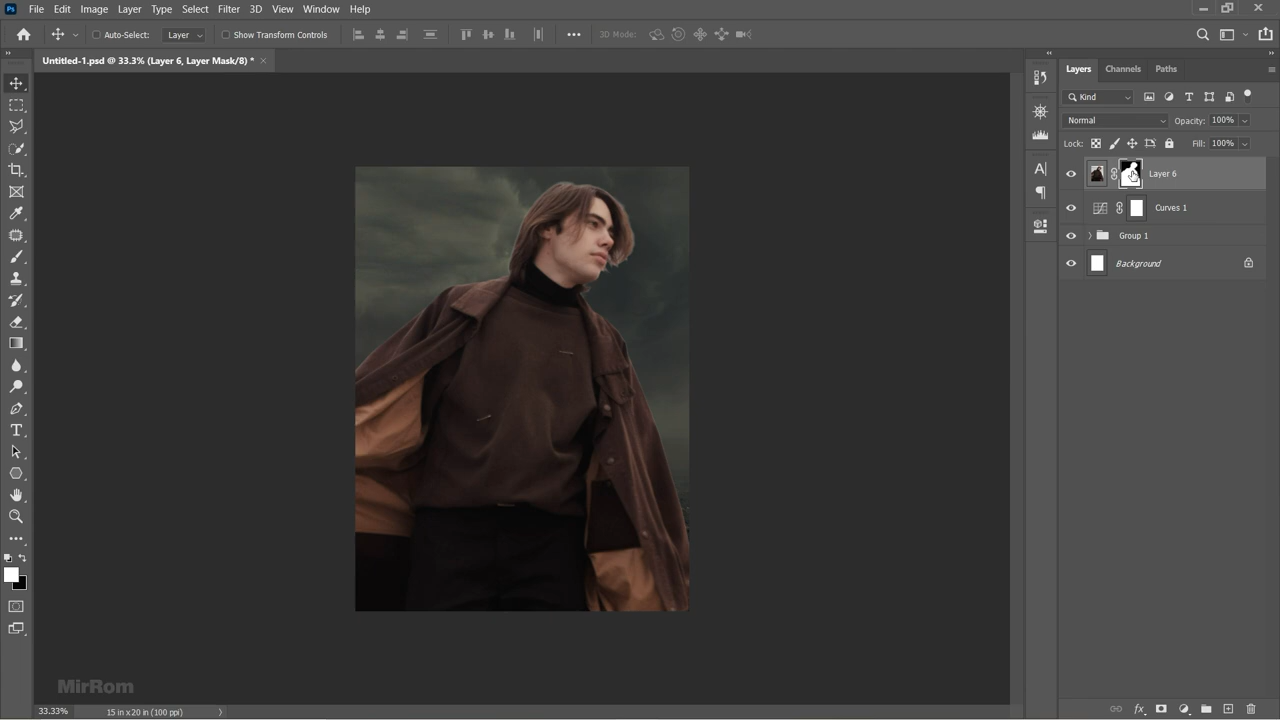 Ps File Edit Image Layer Type Select Filter 3D View Window Help
Auto-Select: Layer Show Transform Controls 3D Mode:
Untitled-1.psd @ 33.3% (Layer 6, Layer Mask/8) *
Layers Channels Paths
Kind
Normal Opacity: 100%
Lock: Fill: 100%
Layer 6
Curves 1
Group 1
Background
MirRom
33.33% 15 in x 20 in (100 ppi)